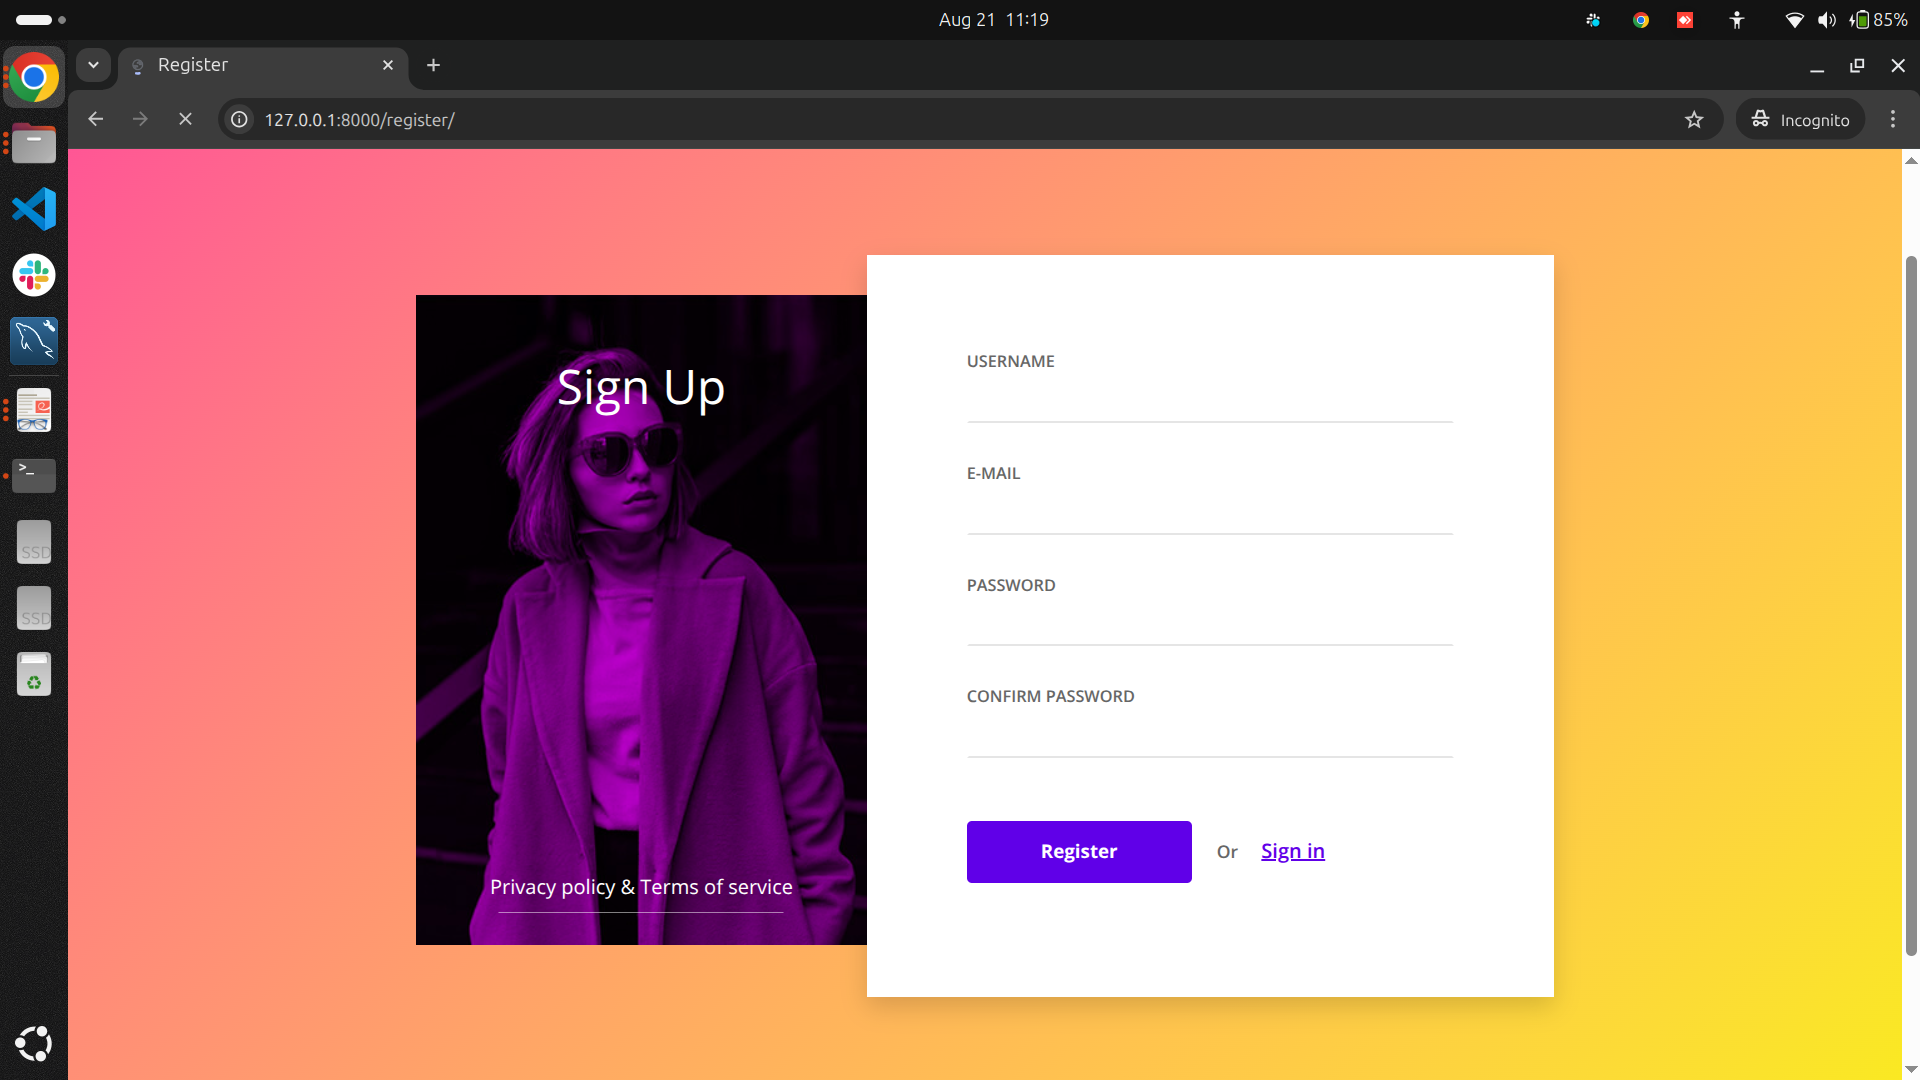 Aug 21 11:19
85%
Register
127.0.0.1:8000/register/
Incognito
Sign Up
Privacy policy & Terms of service
USERNAME
E-MAIL
PASSWORD
CONFIRM PASSWORD
Register Or Sign in
>_
SSD
SSD